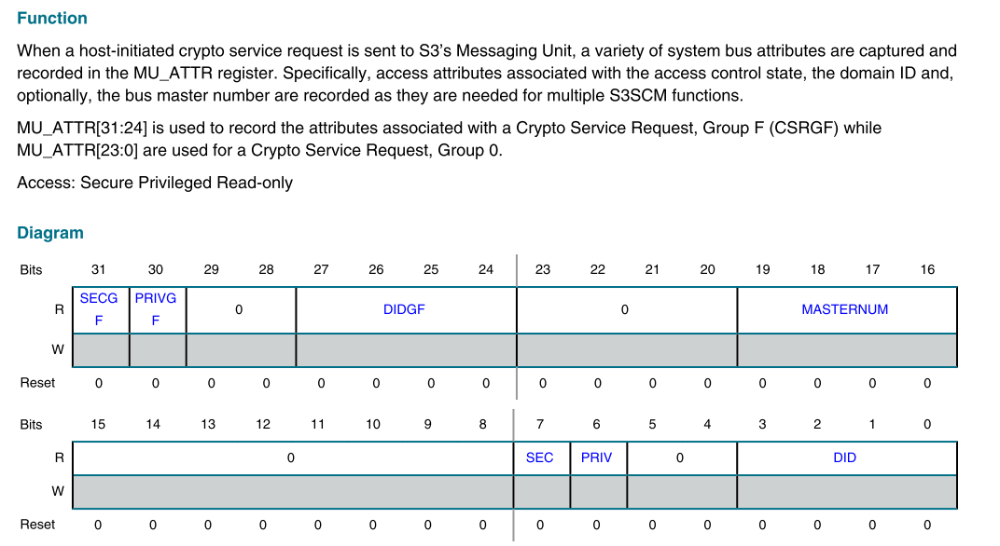 Function
When a host-initiated crypto service request is sent to S3's Messaging Unit, a variety of system bus attributes are captured and
recorded in the MU_ATTR register. Specifically, access attributes associated with the access control state, the domain ID and,
optionally, the bus master number are recorded as they are needed for multiple S3SCM functions.
MU_ATTR[31:24] is used to record the attributes associated with a Crypto Service Request, Group F (CSRGF) while
MU_ATTR[23:0] are used for a Crypto Service Request, Group 0.
Access: Secure Privileged Read-only
Diagram
Bits 31 30 29 28 27 26 25 24 23 22 21 20 19 18 17 16
R SECG PRIVG 0 DIDGF 0 MASTERNUM
F F
W
Reset 0 0 0 0 0 0 0 0 0 0 0 0 0 0 0 0
Bits 15 14 13 12 11 10 9 8 7 6 5 4 3 2 1 0
R 0 SEC PRIV 0 DID
W
Reset 0 0 0 0 0 0 0 0 0 0 0 0 0 0 0 0